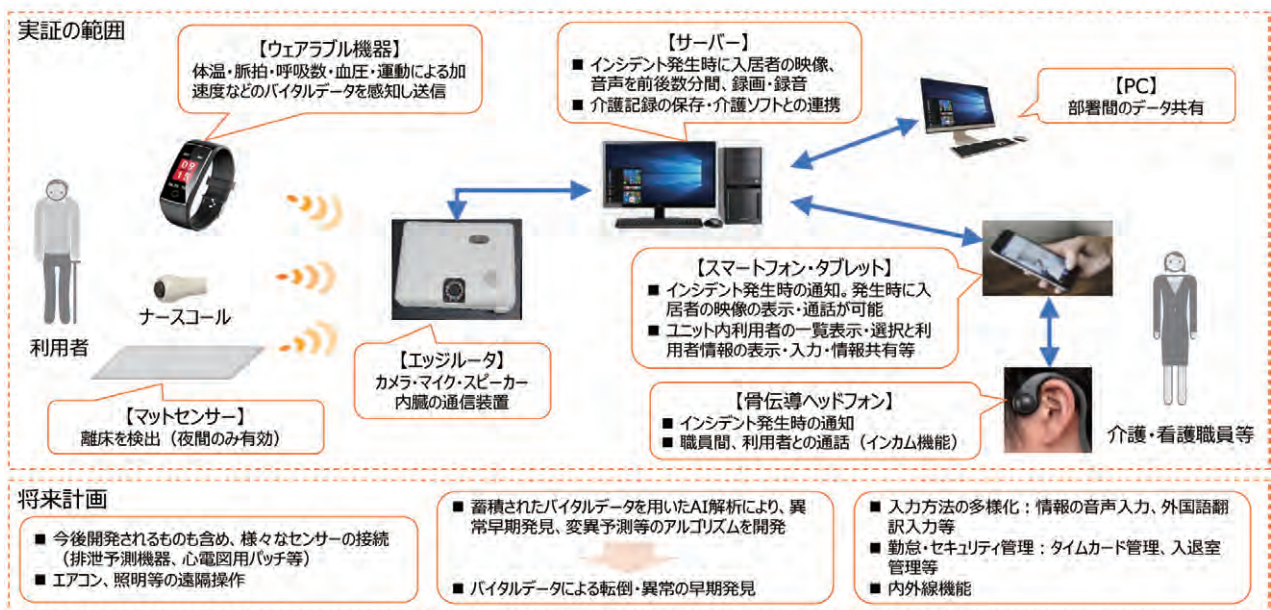 実証の範囲
【ウェアラブル機器】
体温・脈拍・呼吸数・血圧・運動による加
速度などのバイタルデータを感知し送信
【サーバー】
■ インシデント発生時に入居者の映像、
音声を前後数分間、録画・録音
■ 介護記録の保存・介護ソフトとの連携
【PC】
部署間のデータ共有
09
15
利用者
ナースコール
【マットセンサー】
離床を検出（夜間のみ有効）
【エッジルータ】
カメラ・マイク・スピーカー
内臓の通信装置
【スマートフォン・タブレット】
■ インシデント発生時の通知。発生時に入
居者の映像の表示・通話が可能
■ ユニット内利用者の一覧表示・選択と利
用者情報の表示・入力・情報共有等
【骨伝導ヘッドフォン】
■ インシデント発生時の通知
■ 職員間、利用者との通話（インカム機能）
介護・看護職員等
将来計画
■ 今後開発されるものも含め、様々なセンサーの接続
（排泄予測機器、心電図用パッチ等）
■ エアコン、照明等の遠隔操作
■ 蓄積されたバイタルデータを用いたAI解析により、異
常早期発見、変異予測等のアルゴリズムを開発
■ バイタルデータによる転倒・異常の早期発見
■ 入力方法の多様化：情報の音声入力、外国語翻
訳入力等
■ 勤怠・セキュリティ管理：タイムカード管理、入退室
管理等
■ 内外線機能